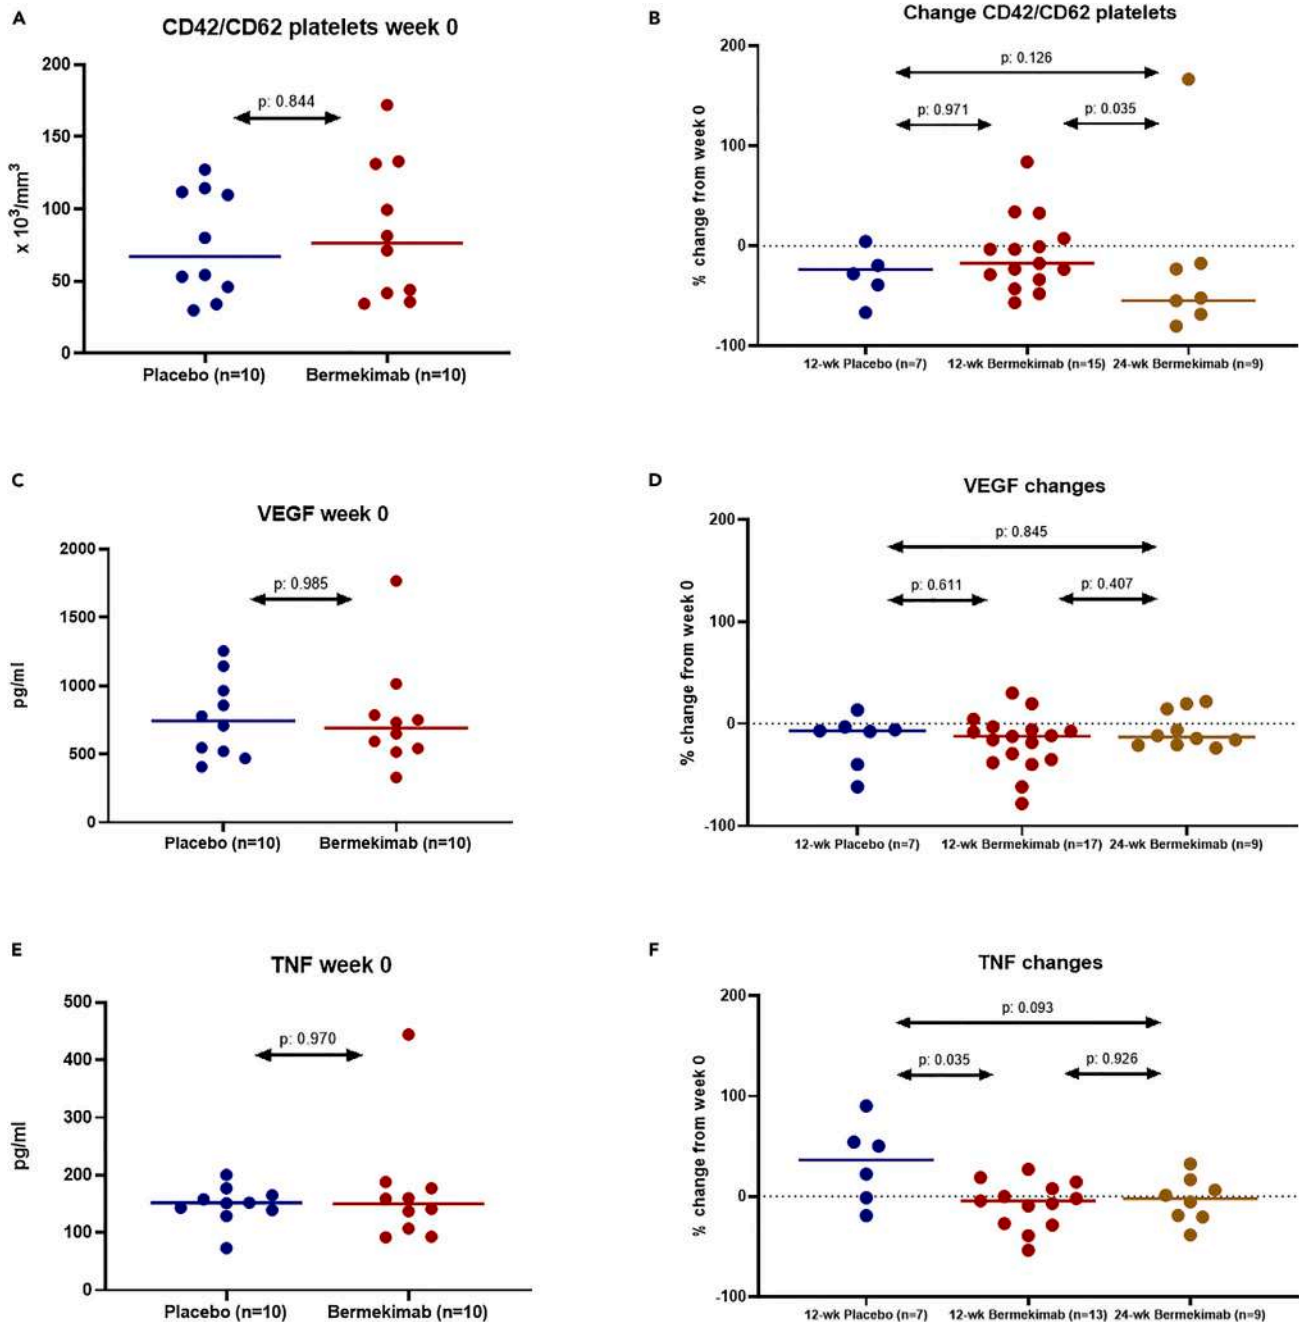 A
CD42/CD62 platelets week 0
200
150
100
50
0
x 10³/mm³
p: 0.844
Placebo (n=10)
Bermekimab (n=10)
B
Change CD42/CD62 platelets
200
100
0
-100
% change from week 0
p: 0.126
p: 0.971
p: 0.035
12-wk Placebo (n=7)
12-wk Bermekimab (n=15)
24-wk Bermekimab (n=9)
C
VEGF week 0
2000
1500
1000
500
0
pg/ml
p: 0.985
Placebo (n=10)
Bermekimab (n=10)
D
VEGF changes
200
100
0
-100
% change from week 0
p: 0.845
p: 0.611
p: 0.407
12-wk Placebo (n=7)
12-wk Bermekimab (n=17)
24-wk Bermekimab (n=9)
E
TNF week 0
500
400
300
200
100
0
pg/ml
p: 0.970
Placebo (n=10)
Bermekimab (n=10)
F
TNF changes
200
100
0
-100
% change from week 0
p: 0.093
p: 0.035
p: 0.926
12-wk Placebo (n=7)
12-wk Bermekimab (n=13)
24-wk Bermekimab (n=9)